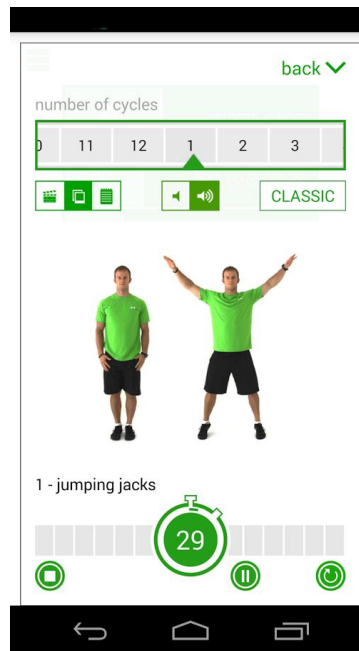 back
number of cycles
11 12 1 2 3
CLASSIC
1 - jumping jacks
29